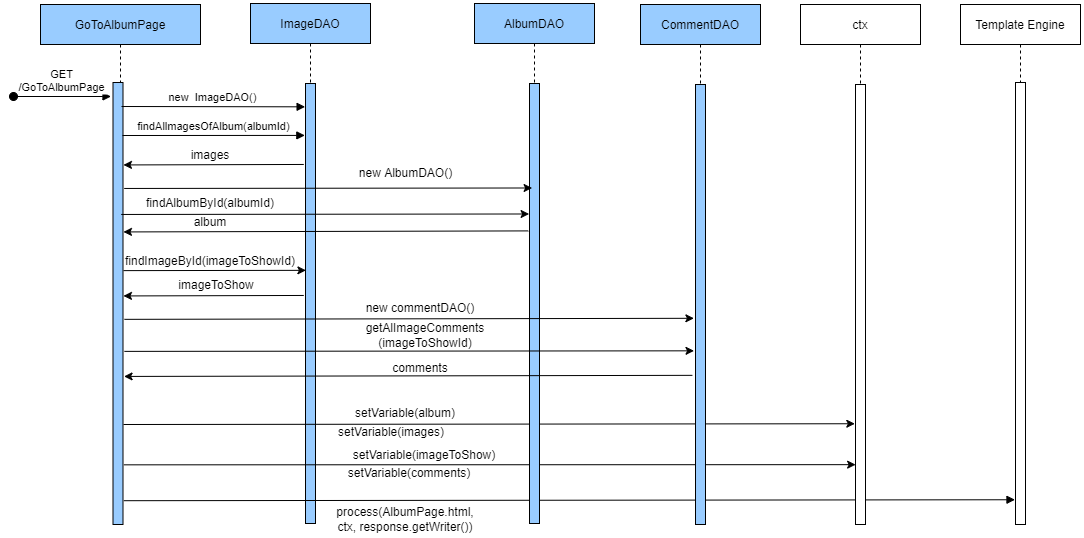 GoToAlbumPage
ImageDAO
AlbumDAO
CommentDAO
ctx
Template Engine
GET
/GoToAlbumPage
new ImageDAO()
findAllmagesOfAlbum(albumId)
images
new AlbumDAO()
findAlbumById(albumId)
album
findImageById(imageToShowId)
imageToShow
new commentDAO()
getAllmageComments
(imageToShowId)
comments
setVariable(album)
setVariable(images)
setVariable(imageToShow)
setVariable(comments)
process(AlbumPage.html,
ctx, response.getWriter())